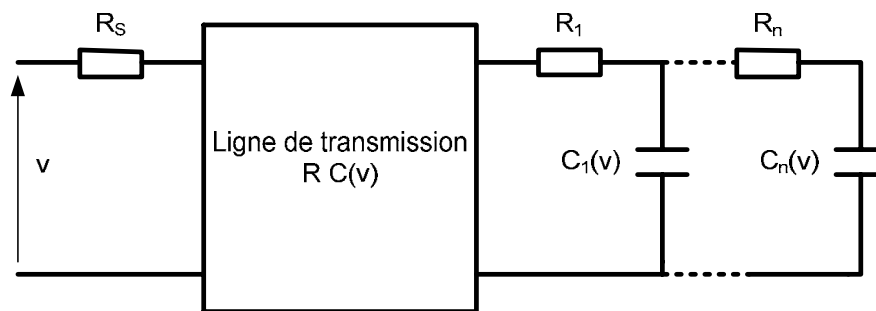 R_S
R_1
R_n
Ligne de transmission
R C(v)
v
C_1(v)
C_n(v)